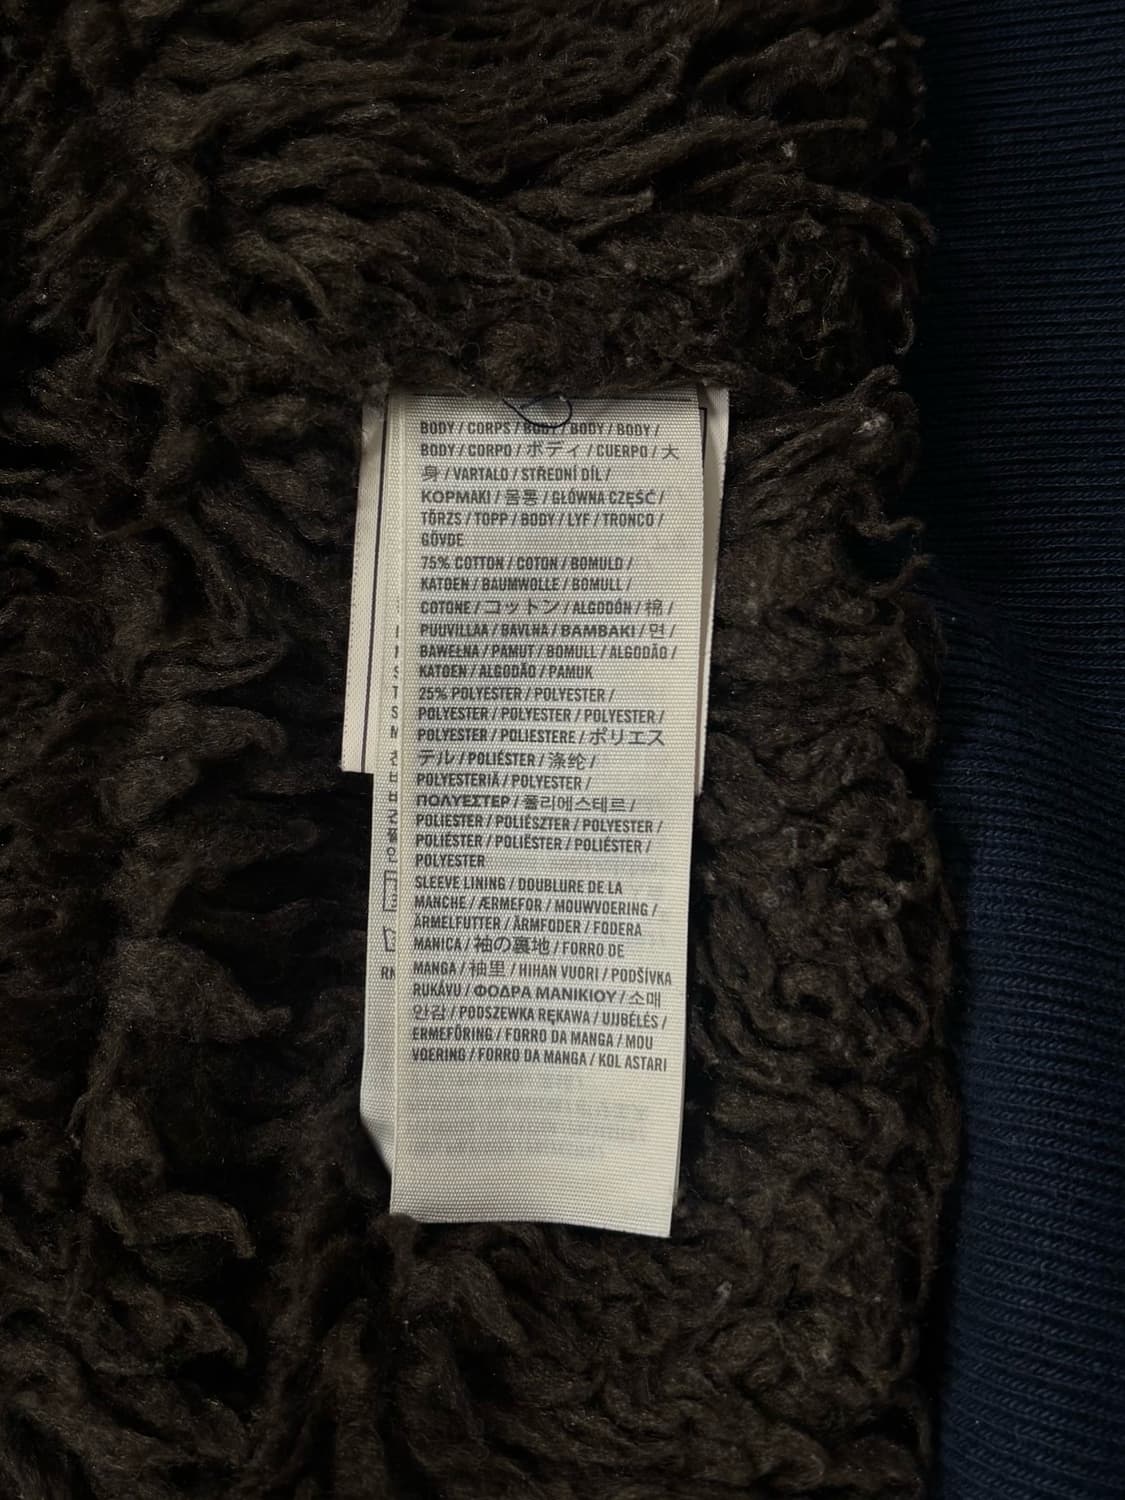 BODY / CORPS / BODY / BODY / BODY /
BODY / CORPO / ボディ / CUERPO / 大
身 / VARTALO / STŘEDNÍ DÍL /
ΚΟΡΜΑΚΙ / 몸통 / GŁÓWNA CZĘŚĆ /
TÖRZS / TOPP / BODY / LYF / TRONCO /
GÖVDE
75% COTTON / COTON / BOMULD /
KATOEN / BAUMWOLLE / BOMULL /
COTONE / コットン / ALGODÓN / 棉 /
PUUVILLAA / BAVLNA / ΒΑΜΒΑΚΙ / 면 /
BAWEŁNA / PAMUT / BOMULL / ALGODÃO /
KATOEN / ALGODÃO / PAMUK
25% POLYESTER / POLYESTER /
POLYESTER / POLYESTER / POLYESTER /
POLYESTER / POLIESTERE / ポリエス
テル / POLIÉSTER / 涤纶 /
POLYESTERIÄ / POLYESTER /
ΠΟΛΥΕΣΤΕΡ / 폴리에스테르 /
POLIESTER / POLIÉSZTER / POLYESTER /
POLIÉSTER / POLIËSTER / POLIÉSTER /
POLYESTER
SLEEVE LINING / DOUBLURE DE LA
MANCHE / ÆRMEFOR / MOUWVOERING /
ÄRMELFUTTER / ÄRMFODER / FODERA
MANICA / 袖の裏地 / FORRO DE
MANGA / 袖里 / HIHAN VUORI / PODŠÍVKA
RUKÁVU / ΦΟΔΡΑ ΜΑΝΙΚΙΟΥ / 소매
안감 / PODSZEWKA RĘKAWA / UJJBÉLÉS /
ERMEFÔRING / FORRO DA MANGA / MOU
VOERING / FORRO DA MANGA / KOL ASTARI